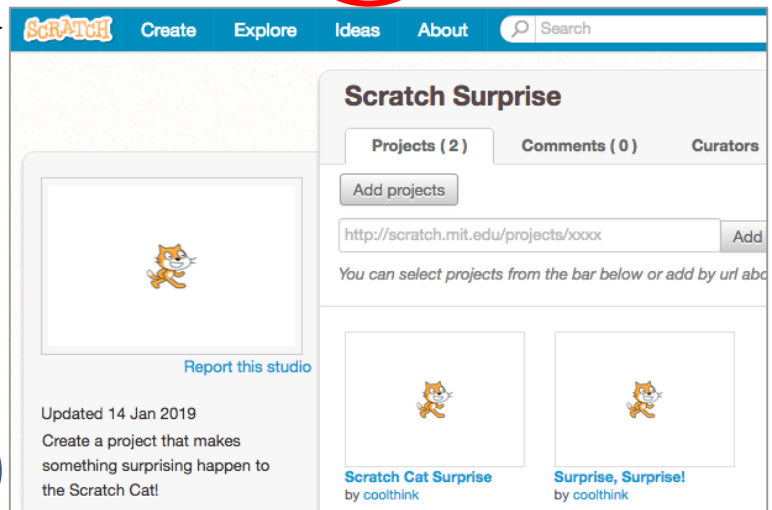 SCRATCH Create Explore Ideas About Search
Scratch Surprise
Projects ( 2 ) Comments ( 0 ) Curators
Add projects
http://scratch.mit.edu/projects/xxxx Add
You can select projects from the bar below or add by url abo
Report this studio
Updated 14 Jan 2019
Create a project that makes
something surprising happen to
the Scratch Cat!
Scratch Cat Surprise
by coolthink
Surprise, Surprise!
by coolthink